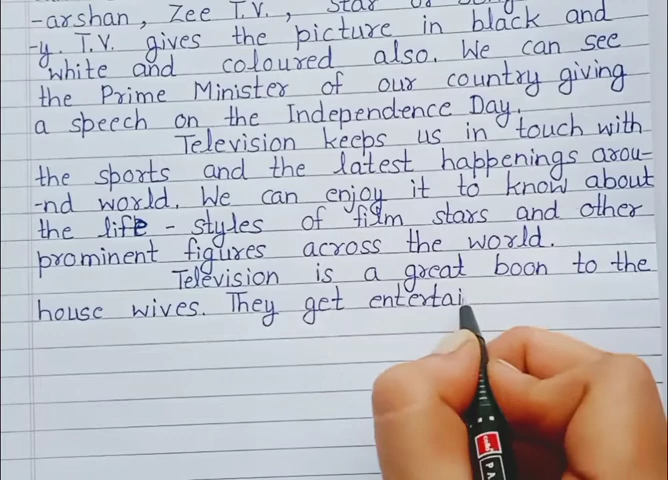 -arshan, Zee T.V., Star
-y. T.V. gives the picture in black and
white and coloured also. We can see
the Prime Minister of our country giving
a speech on the Independence Day.
Television keeps us in touch with
the sports and the latest happenings arou-
-nd world. We can enjoy it to know about
the life - styles of film stars and other
prominent figures across the world.
Television is a great boon to the
house wives. They get entertai
cello
PA